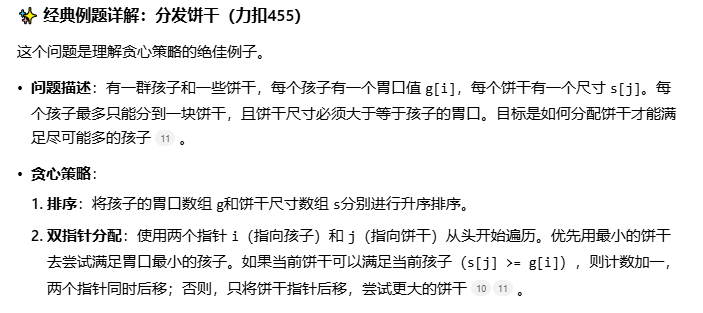 ✨ 经典例题详解：分发饼干（力扣455）
这个问题是理解贪心策略的绝佳例子。
• 问题描述：有一群孩子和一些饼干，每个孩子有一个胃口值 g[i]，每个饼干有一个尺寸 s[j]。每
个孩子最多只能分到一块饼干，且饼干尺寸必须大于等于孩子的胃口。目标是如何分配饼干才能满
足尽可能多的孩子 11 。
• 贪心策略：
1. 排序：将孩子的胃口数组 g和饼干尺寸数组 s分别进行升序排序。
2. 双指针分配：使用两个指针 i（指向孩子）和 j（指向饼干）从头开始遍历。优先用最小的饼干
去尝试满足胃口最小的孩子。如果当前饼干可以满足当前孩子（s[j] >= g[i]），则计数加一，
两个指针同时后移；否则，只将饼干指针后移，尝试更大的饼干 10 11 。